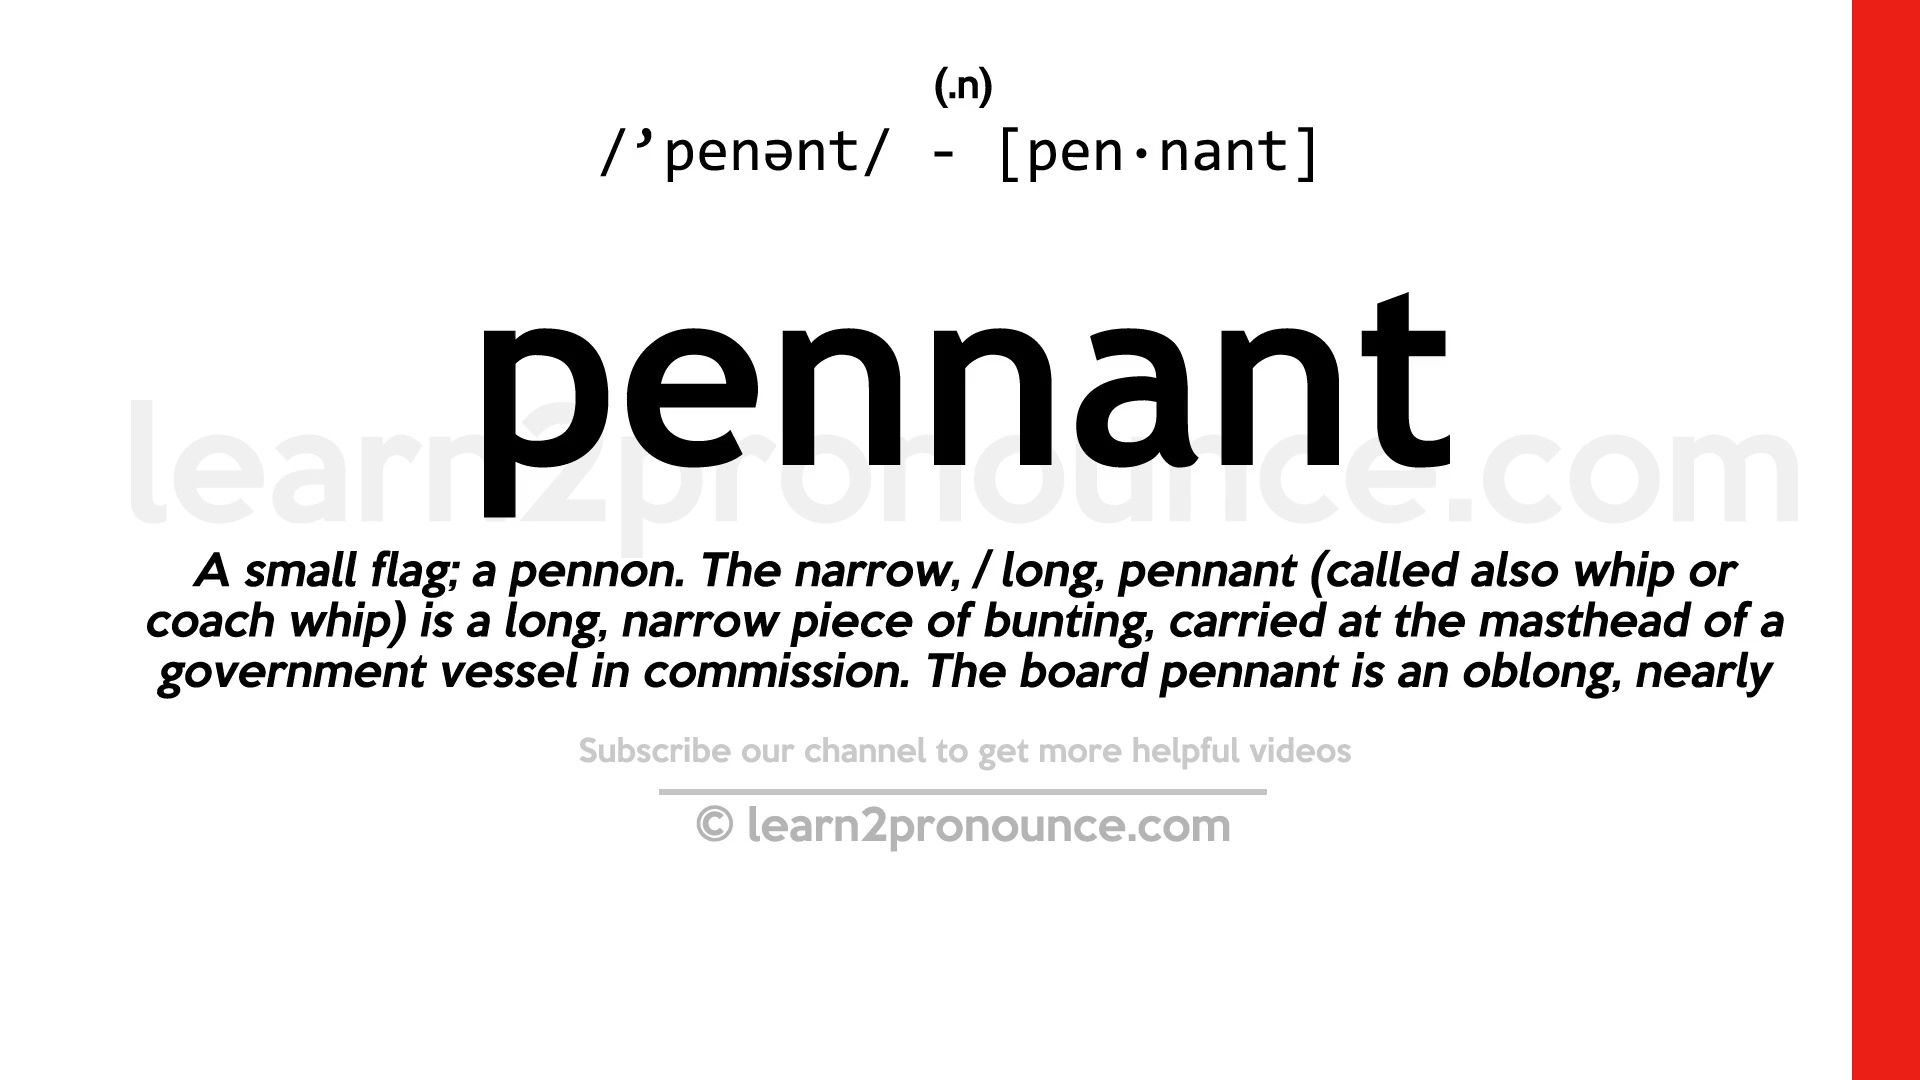 (.n)
/’penənt/ - [pen·nant]
pennant
learn2pronounce.com
A small flag; a pennon. The narrow, / long, pennant (called also whip or
coach whip) is a long, narrow piece of bunting, carried at the masthead of a
government vessel in commission. The board pennant is an oblong, nearly
Subscribe our channel to get more helpful videos
© learn2pronounce.com